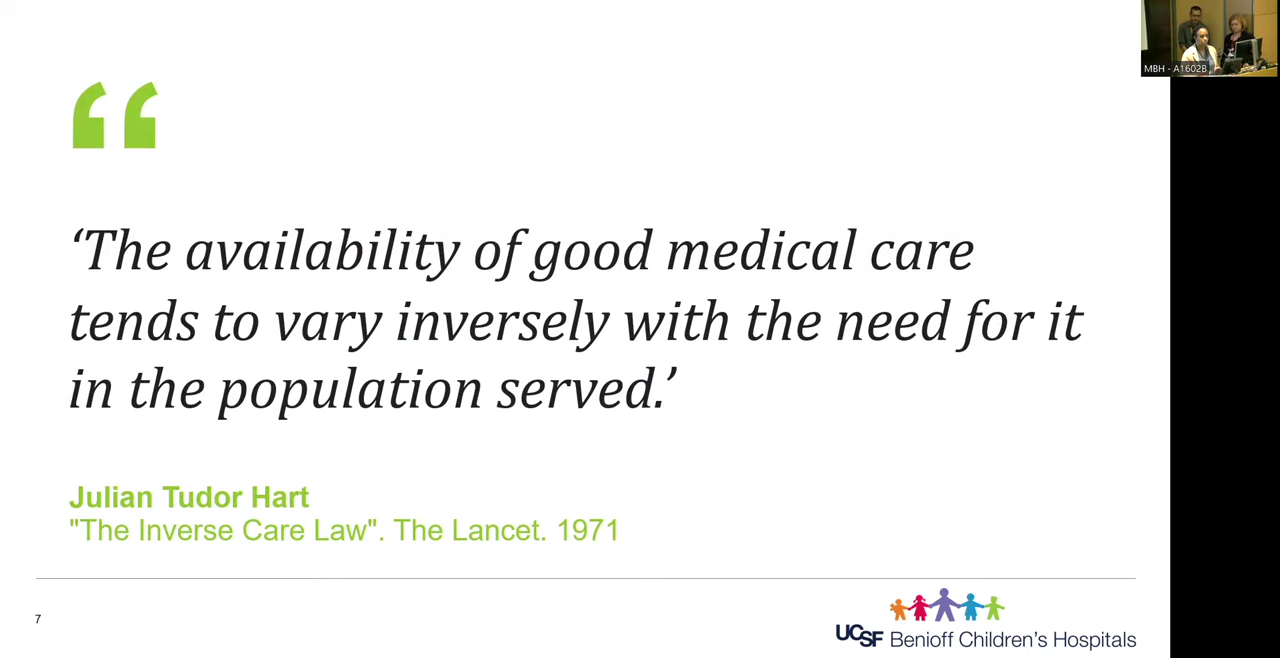 MBH - A1602B
“
‘The availability of good medical care
tends to vary inversely with the need for it
in the population served.’
Julian Tudor Hart
"The Inverse Care Law". The Lancet. 1971
7
UCSF Benioff Children's Hospitals